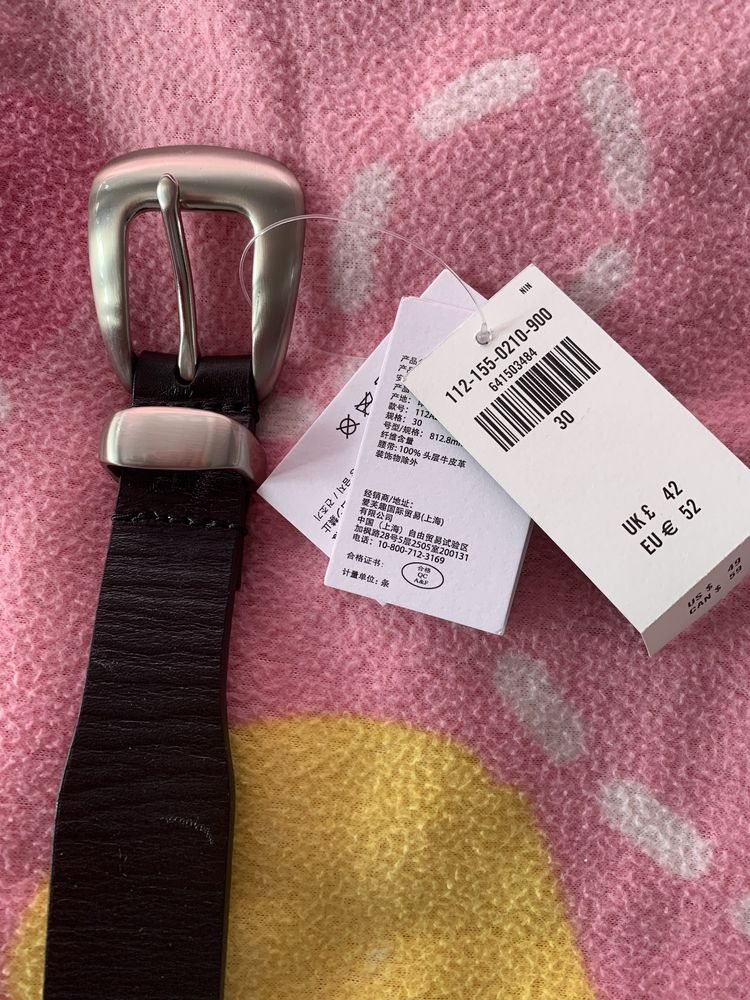 NIN
112-155-0210-900
641503484
30
UK £ 42
EU € 52
US $ 49
CAN $ 59
产品
产
产品
产地:
款号: 112A
规格: 30
号型/规格: 812.8m
纤维含量
腰带: 100% 头层牛皮革
装饰物除外
经销商/地址:
爱芙趣国际贸易(上海)
有限公司
中国（上海）自由贸易试验区
加枫路28号5层2505室200131
电话: 10-800-712-3169
合格证书:
合格
QC
A&F
计量单位: 条